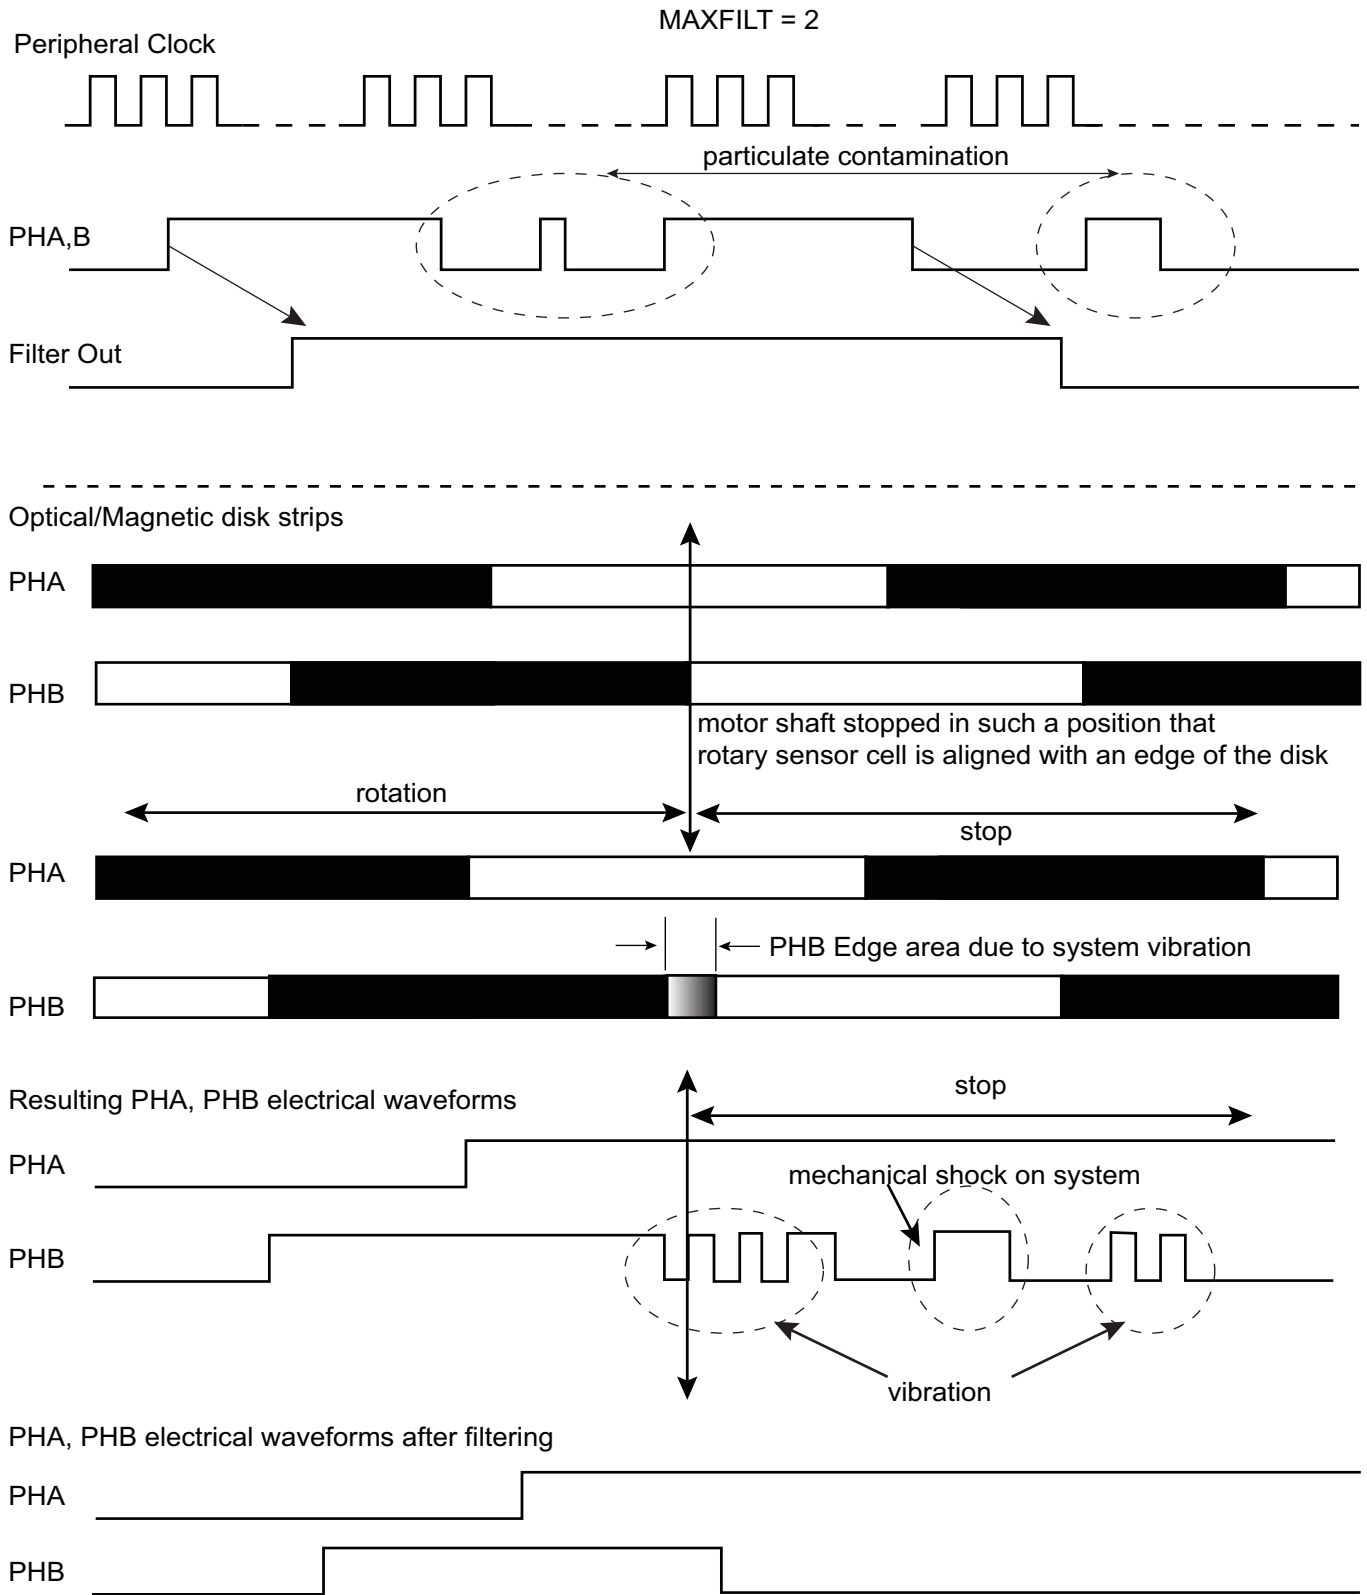 MAXFILT = 2
Peripheral Clock
particulate contamination
PHA,B
Filter Out
Optical/Magnetic disk strips
PHA
PHB
motor shaft stopped in such a position that
rotary sensor cell is aligned with an edge of the disk
rotation
stop
PHA
PHB Edge area due to system vibration
PHB
Resulting PHA, PHB electrical waveforms
stop
PHA
mechanical shock on system
PHB
vibration
PHA, PHB electrical waveforms after filtering
PHA
PHB